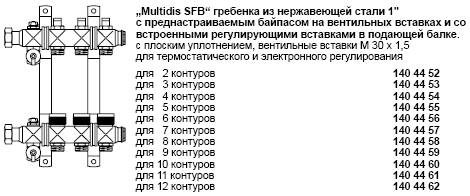 „Multidis SFB“ гребенка из нержавеющей стали 1"
с преднастраиваемым байпасом на вентильных вставках и со
встроенными регулирующими вставками в подающей балке.
с плоским уплотнением, вентильные вставки М 30 x 1,5
для термостатического и электронного регулирования
для 2 контуров 140 44 52
для 3 контуров 140 44 53
для 4 контуров 140 44 54
для 5 контуров 140 44 55
для 6 контуров 140 44 56
для 7 контуров 140 44 57
для 8 контуров 140 44 58
для 9 контуров 140 44 59
для 10 контуров 140 44 60
для 11 контуров 140 44 61
для 12 контуров 140 44 62